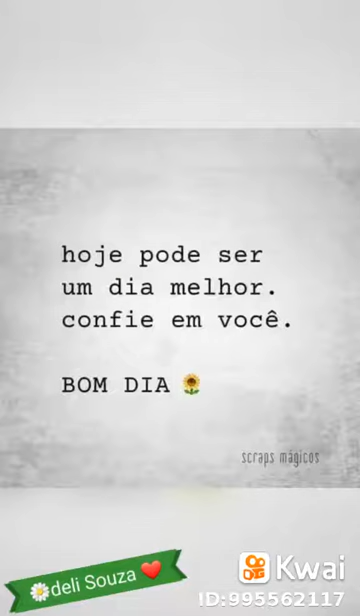 hoje pode ser
um dia melhor.
confie em você.
BOM DIA 🌻
scraps mágicos
🌼deli Souza ❤️
Kwai
ID:995562117